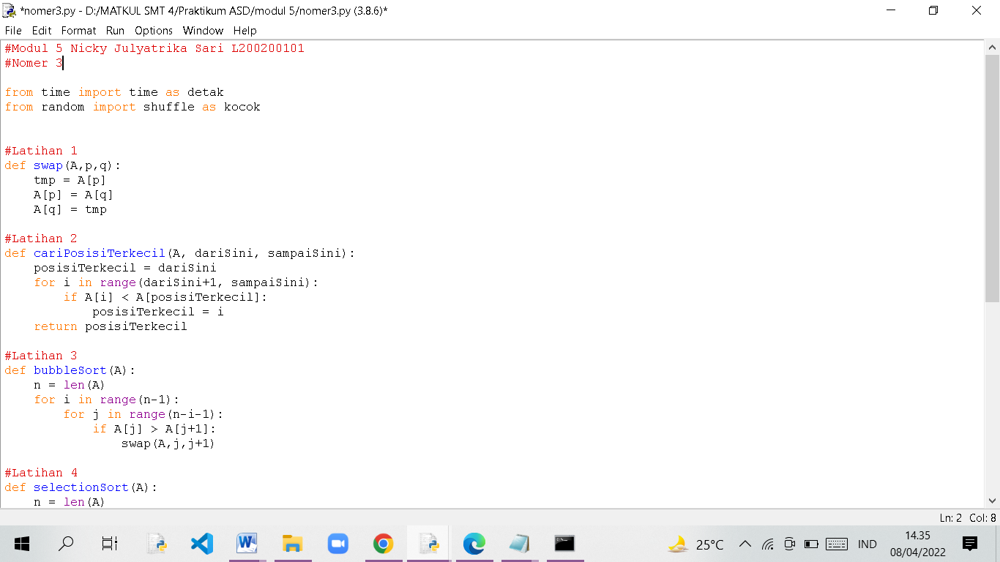 *nomer3.py - D:/MATKUL SMT 4/Praktikum ASD/modul 5/nomer3.py (3.8.6)*
File Edit Format Run Options Window Help
#Modul 5 Nicky Julyatrika Sari L200200101
#Nomer 3
from time import time as detak
from random import shuffle as kocok
#Latihan 1
def swap(A,p,q):
    tmp = A[p]
    A[p] = A[q]
    A[q] = tmp
#Latihan 2
def cariPosisiTerkecil(A, dariSini, sampaiSini):
    posisiTerkecil = dariSini
    for i in range(dariSini+1, sampaiSini):
        if A[i] < A[posisiTerkecil]:
            posisiTerkecil = i
    return posisiTerkecil
#Latihan 3
def bubbleSort(A):
    n = len(A)
    for i in range(n-1):
        for j in range(n-i-1):
            if A[j] > A[j+1]:
                swap(A,j,j+1)
#Latihan 4
def selectionSort(A):
    n = len(A)
Ln: 2 Col: 8
25°C IND 14.35
08/04/2022